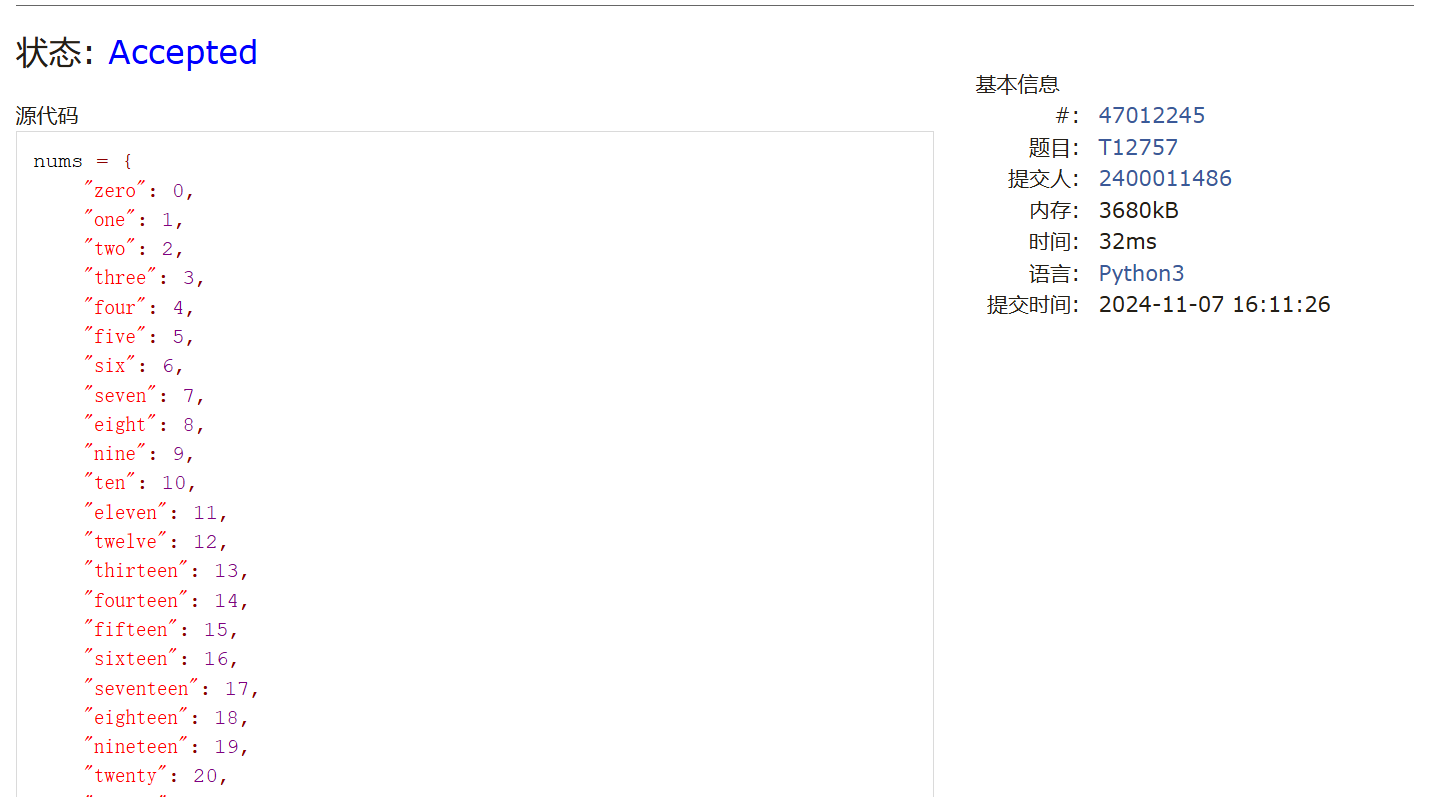 状态: Accepted
源代码
nums = {
"zero": 0,
"one": 1,
"two": 2,
"three": 3,
"four": 4,
"five": 5,
"six": 6,
"seven": 7,
"eight": 8,
"nine": 9,
"ten": 10,
"eleven": 11,
"twelve": 12,
"thirteen": 13,
"fourteen": 14,
"fifteen": 15,
"sixteen": 16,
"seventeen": 17,
"eighteen": 18,
"nineteen": 19,
"twenty": 20,
基本信息
#: 47012245
题目: T12757
提交人: 2400011486
内存: 3680kB
时间: 32ms
语言: Python3
提交时间: 2024-11-07 16:11:26